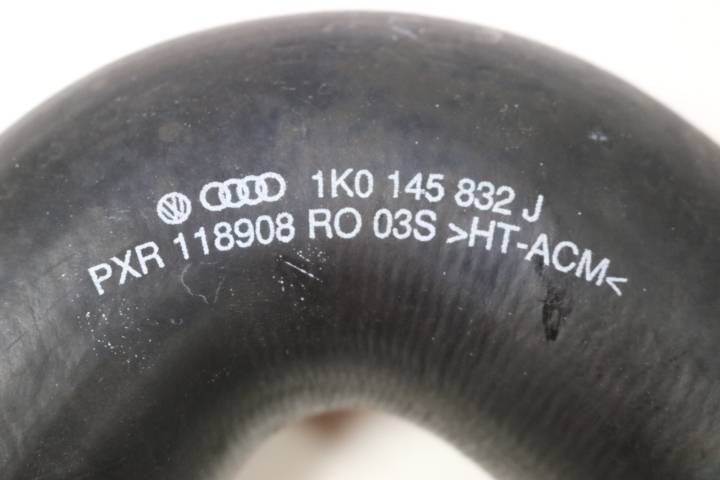 1K0 145 832 J
PXR 118908 RO 03S >HT-ACM<